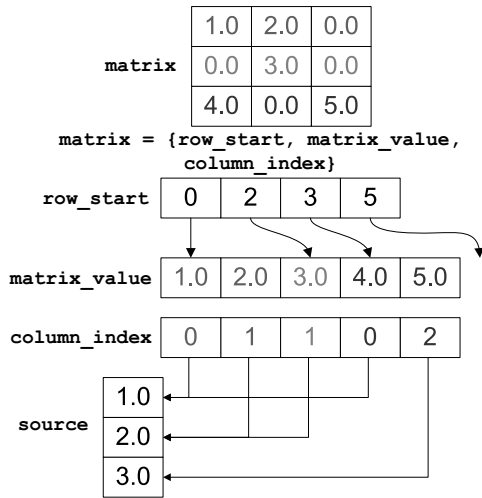 1.0 2.0 0.0
matrix 0.0 3.0 0.0
4.0 0.0 5.0
matrix = {row_start, matrix_value,
column_index}
row_start 0 2 3 5
matrix_value 1.0 2.0 3.0 4.0 5.0
column_index 0 1 1 0 2
1.0
source 2.0
3.0